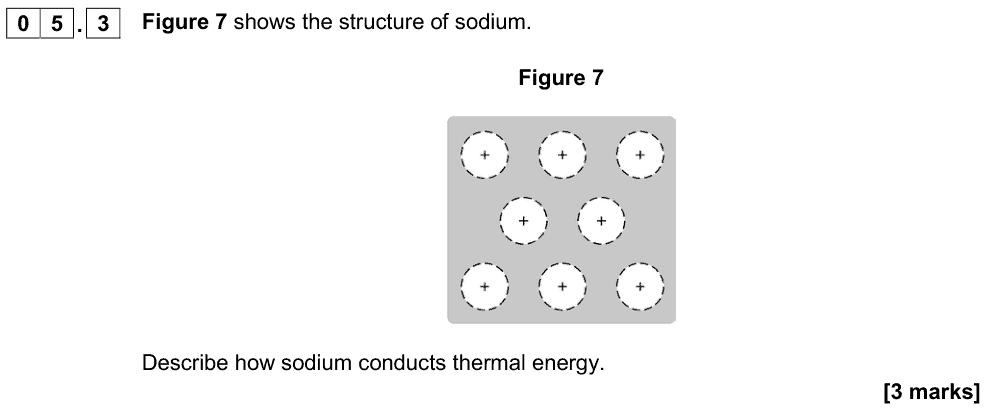 0 5 . 3 Figure 7 shows the structure of sodium.
Figure 7
+ + +
+ +
+ + +
Describe how sodium conducts thermal energy.
[3 marks]